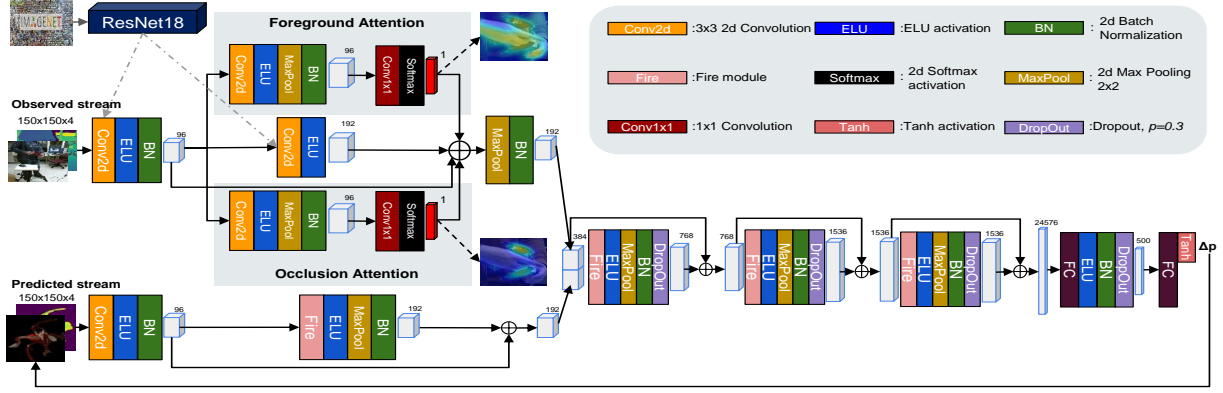 IMAGENET
ResNet18
Foreground Attention
Conv2d
ELU
MaxPool
BN
96
Conv1x1
Softmax
1
Conv2d
:3x3 2d Convolution
ELU
:ELU activation
BN
: 2d Batch
Normalization
Fire
:Fire module
Softmax
: 2d Softmax
activation
MaxPool
: 2d Max Pooling
2x2
Conv1x1
:1x1 Convolution
Tanh
:Tanh activation
DropOut
:Dropout, p=0.3
Observed stream
150x150x4
Conv2d
ELU
BN
96
Conv2d
ELU
192
MaxPool
BN
192
Conv2d
ELU
MaxPool
BN
96
Conv1x1
Softmax
1
Occlusion Attention
Predicted stream
150x150x4
Conv2d
ELU
BN
96
Fire
ELU
MaxPool
BN
192
192
384
Fire
ELU
MaxPool
BN
DropOut
768
768
Fire
ELU
MaxPool
BN
DropOut
1536
1536
Fire
ELU
MaxPool
BN
DropOut
1536
24576
FC
ELU
BN
DropOut
500
FC
Tanh
Δp